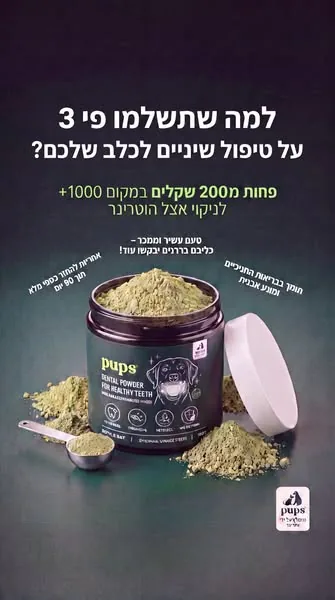 למה שתשלמו פי 3
על טיפול שיניים לכלב שלכם?
פחות מ200 שקלים במקום 1000+
לניקוי אצל הוטרינר
טעם עשיר וממכר –
כלבים בררנים יבקשו עוד!
אחריות להחזר כספי מלא
תוך 90 יום
תומך בבריאות החניכיים
ומונע אבנית
pups
DENTAL POWDER
FOR HEALTHY TEETH
pups